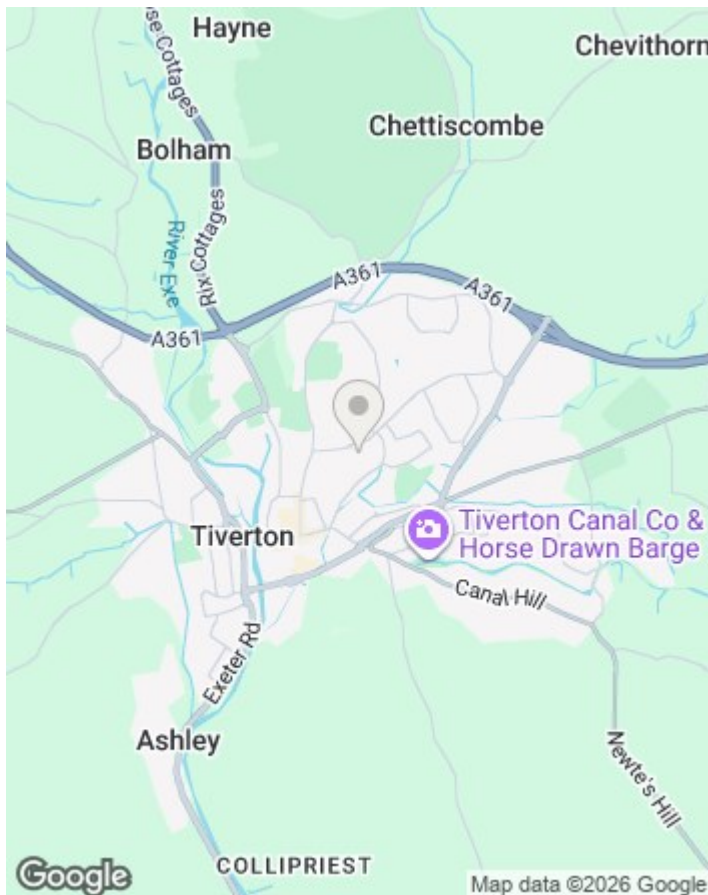 Hayne
se Cottages
Chevithorn
Chettiscombe
Bolham
River Exe
Rix Cottages
A361
A361
A361
Tiverton
Tiverton Canal Co &
Horse Drawn Barge
Canal Hill
Exeter Rd
Ashley
Newte's Hill
COLLIPRIEST
Google
Map data ©2026 Google